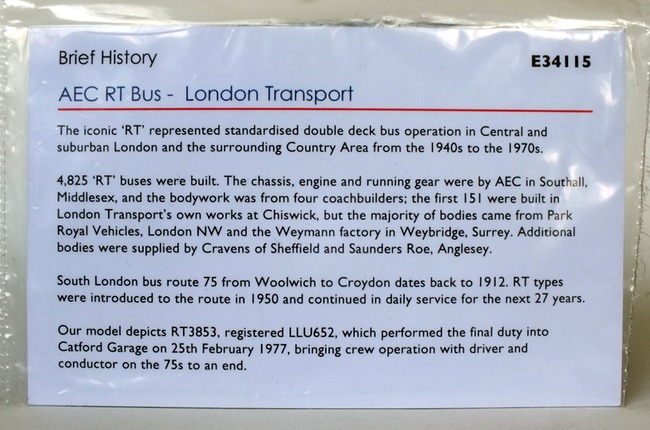 Brief History
E34115
AEC RT Bus - London Transport
The iconic ‘RT’ represented standardised double deck bus operation in Central and
suburban London and the surrounding Country Area from the 1940s to the 1970s.
4,825 ‘RT’ buses were built. The chassis, engine and running gear were by AEC in Southall,
Middlesex, and the bodywork was from four coachbuilders; the first 151 were built in
London Transport’s own works at Chiswick, but the majority of bodies came from Park
Royal Vehicles, London NW and the Weymann factory in Weybridge, Surrey. Additional
bodies were supplied by Cravens of Sheffield and Saunders Roe, Anglesey.
South London bus route 75 from Woolwich to Croydon dates back to 1912. RT types
were introduced to the route in 1950 and continued in daily service for the next 27 years.
Our model depicts RT3853, registered LLU652, which performed the final duty into
Catford Garage on 25th February 1977, bringing crew operation with driver and
conductor on the 75s to an end.